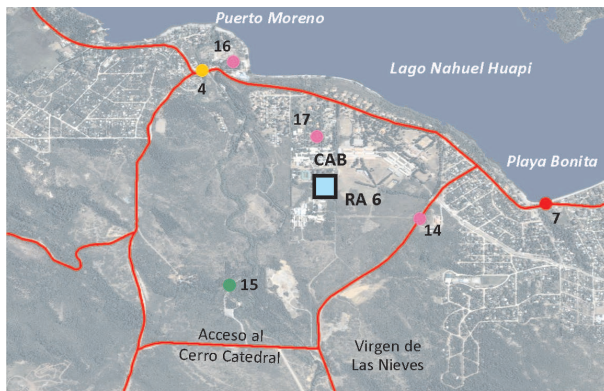 Puerto Moreno
16
Lago Nahuel Huapi
4
17
CAB
Playa Bonita
RA 6
14
7
15
Acceso al
Cerro Catedral
Virgen de
Las Nieves